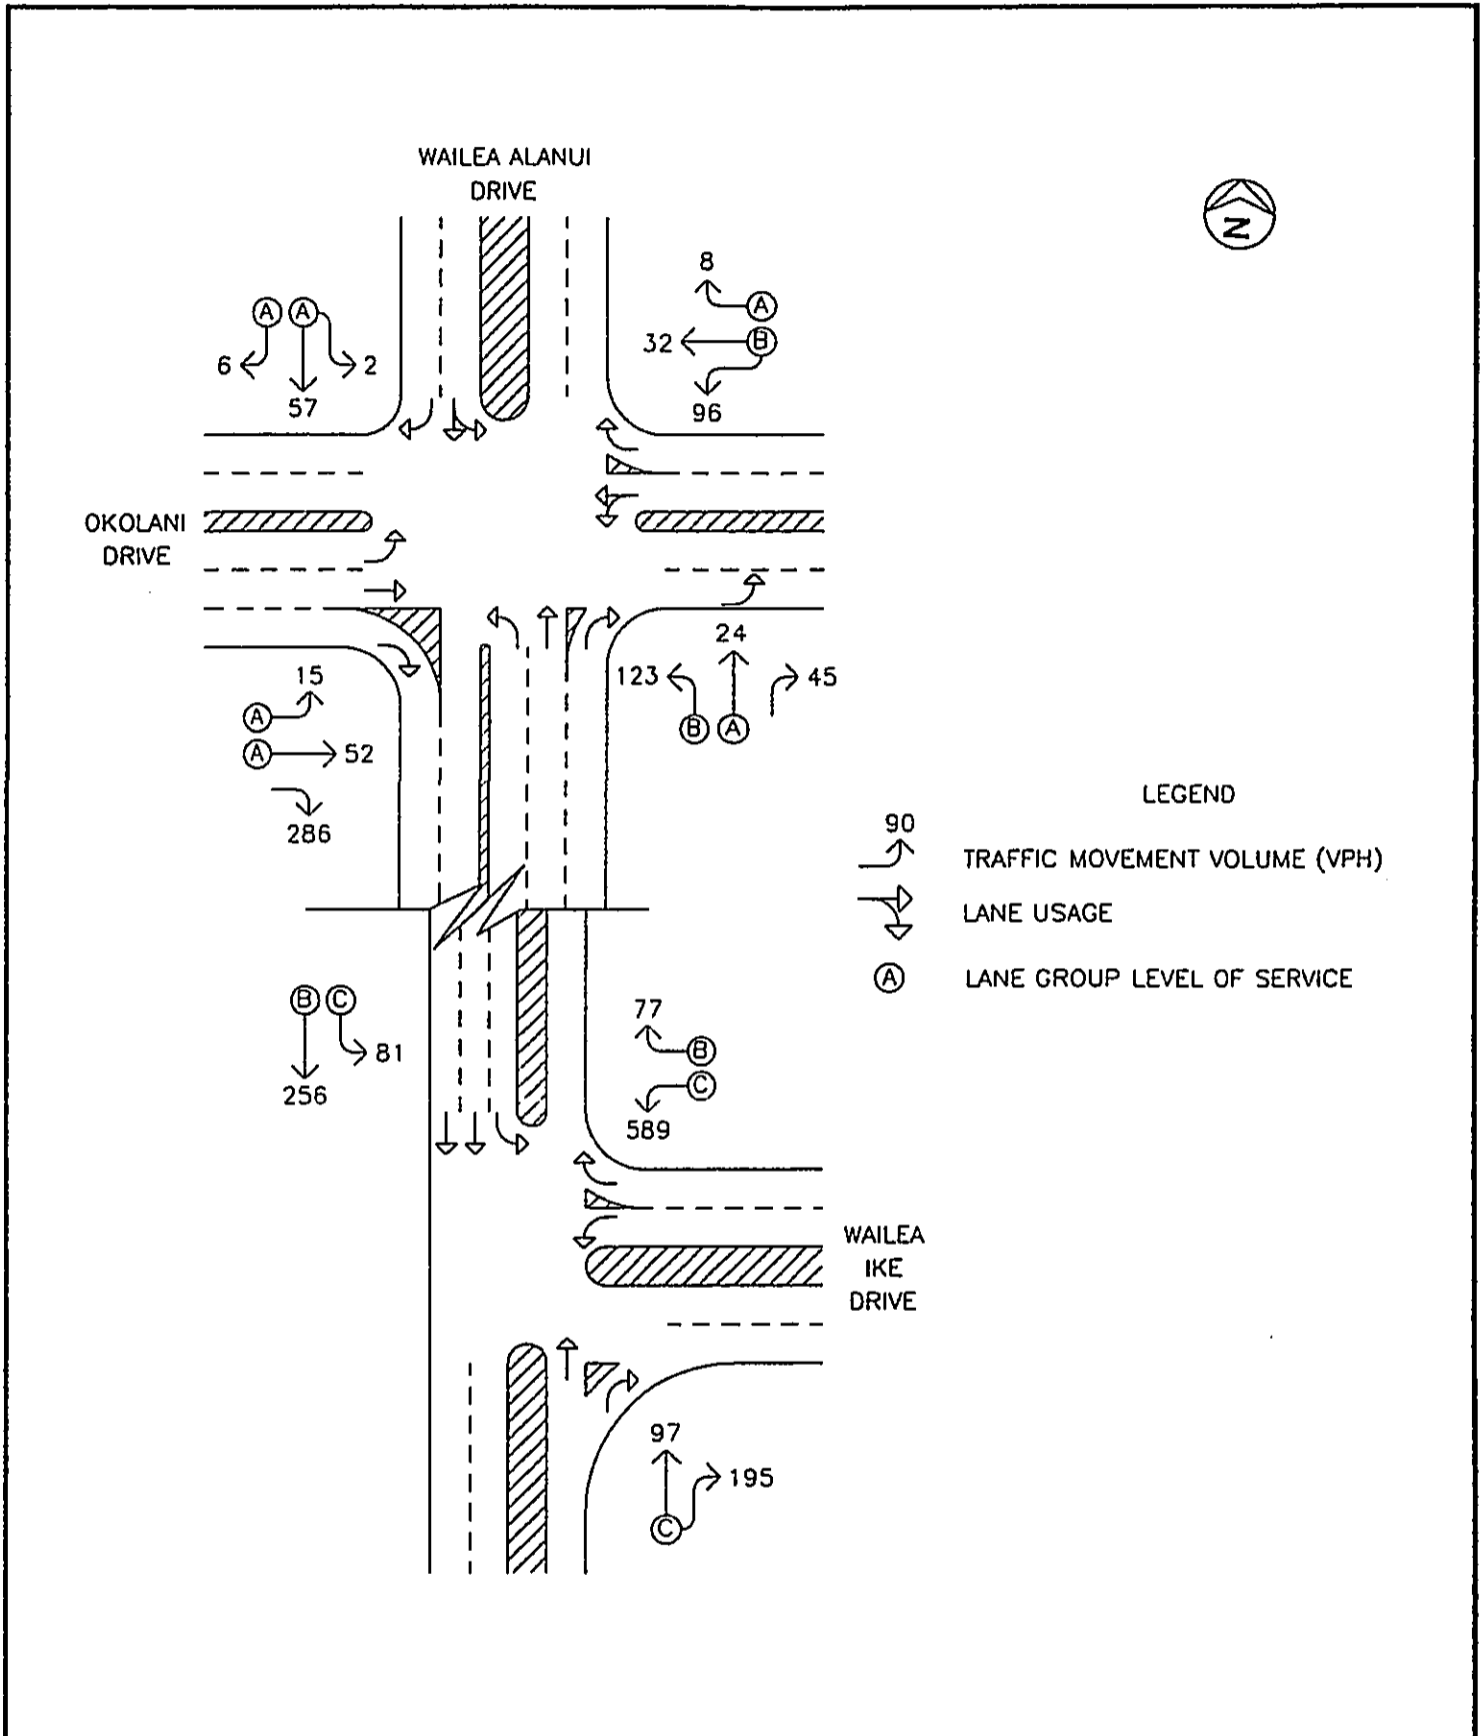 WAILEA ALANUI
DRIVE
N
8
A
A A
32 B
6 2
57
96
OKOLANI
DRIVE
24
15
123 45
A
B A
A 52
286
LEGEND
90
TRAFFIC MOVEMENT VOLUME (VPH)
LANE USAGE
A LANE GROUP LEVEL OF SERVICE
B C
77
81
B
C
256
589
WAILEA
IKE
DRIVE
97
195
C